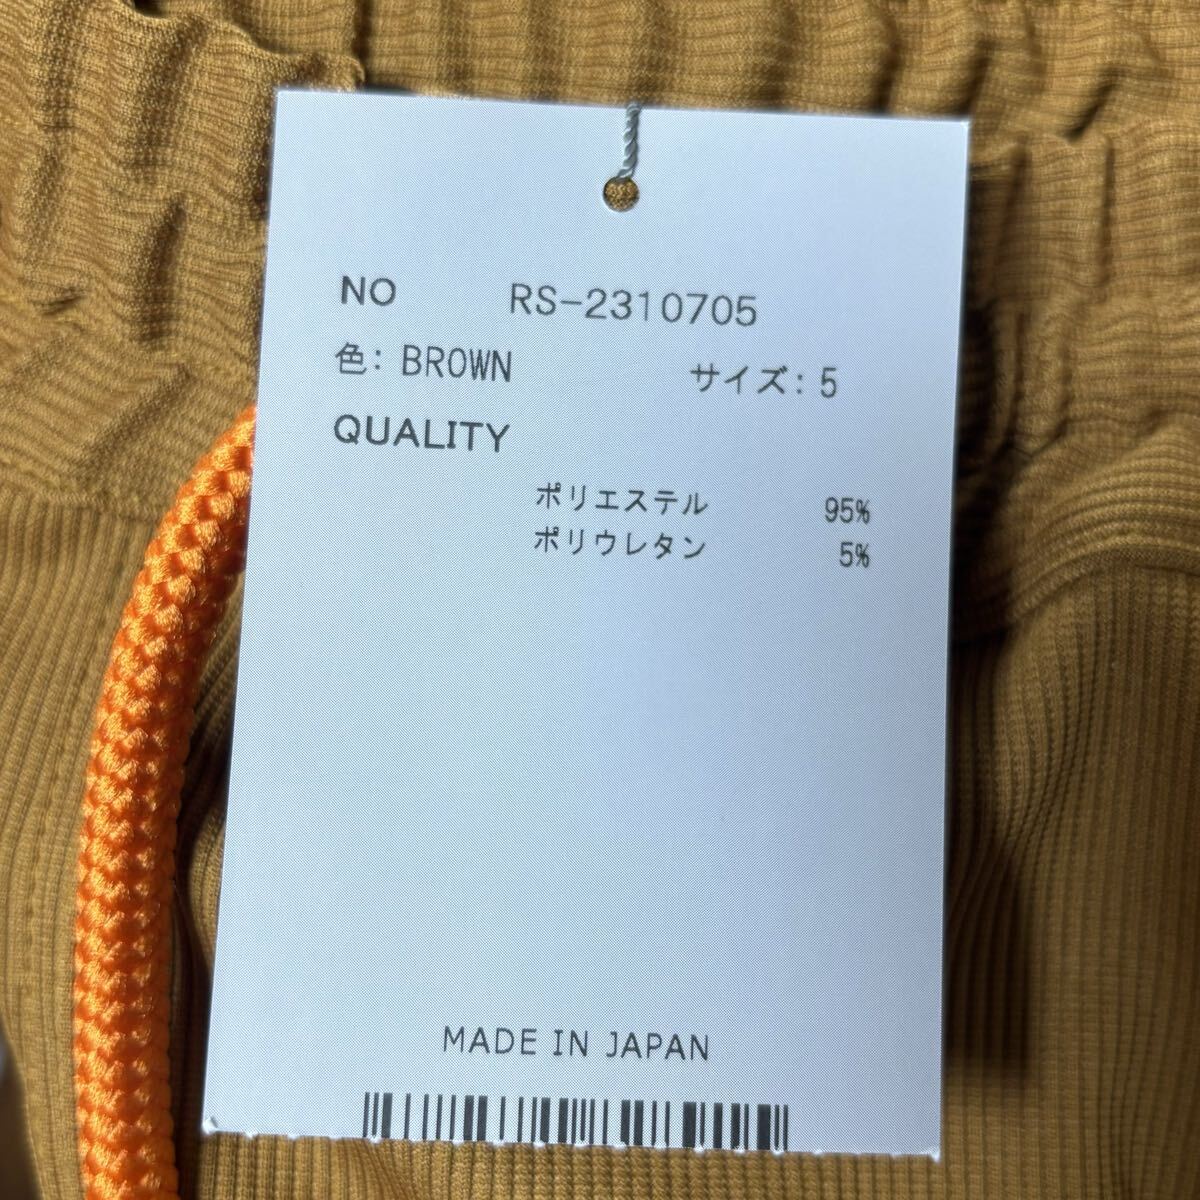 NO RS-2310705
色: BROWN サイズ: 5
QUALITY
ポリエステル 95%
ポリウレタン 5%
MADE IN JAPAN